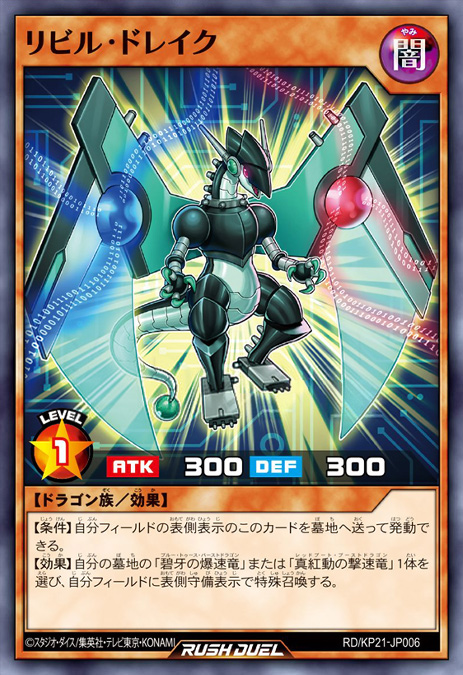 リビル・ドレイク
闇
やみ
LEVEL
1
ATK 300 DEF 300
【ドラゴン族／効果】
【条件】自分フィールドの表側表示のこのカードを墓地へ送って発動で
きる。
【効果】自分の墓地の「碧牙の爆速竜」または「真紅動の撃速竜」1体を
選び、自分フィールドに表側守備表示で特殊召喚する。
©スタジオ・ダイス/集英社・テレビ東京・KONAMI
RUSH DUEL
RD/KP21-JP006